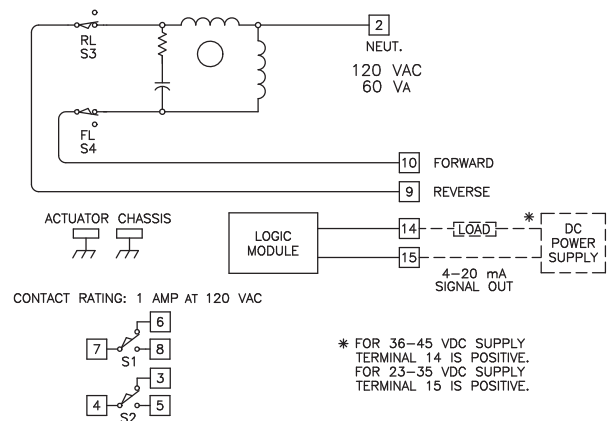 2
RL
S3
NEUT.
120 VAC
60 VA
FL
S4
10 FORWARD
9 REVERSE
ACTUATOR CHASSIS
LOGIC
MODULE
14
LOAD
*
DC
POWER
SUPPLY
15
4-20 mA
SIGNAL OUT
CONTACT RATING: 1 AMP AT 120 VAC
6
7
8
S1
3
4
5
S2
* FOR 36-45 VDC SUPPLY
TERMINAL 14 IS POSITIVE.
FOR 23-35 VDC SUPPLY
TERMINAL 15 IS POSITIVE.